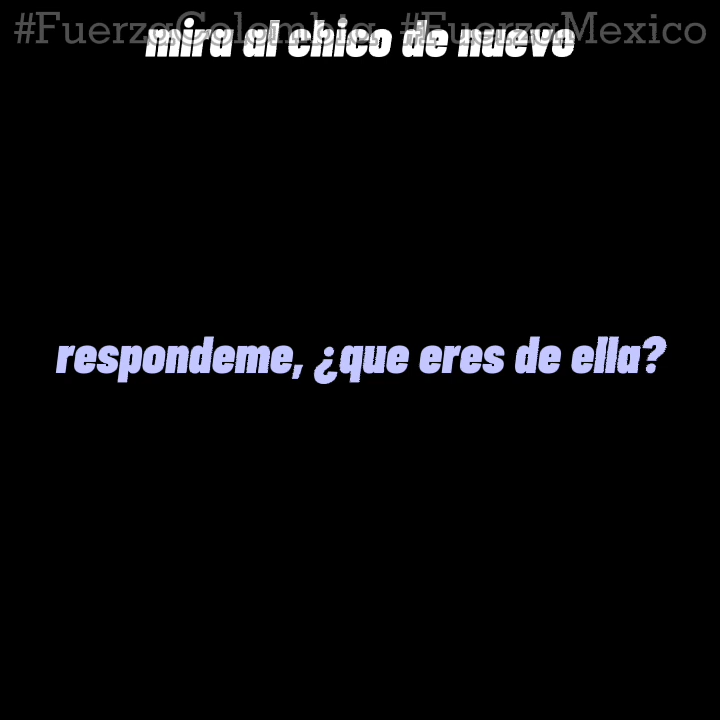 #FuerzaColombia #FuerzaMexico
mira al chico de nuevo
respondeme, ¿que eres de ella?